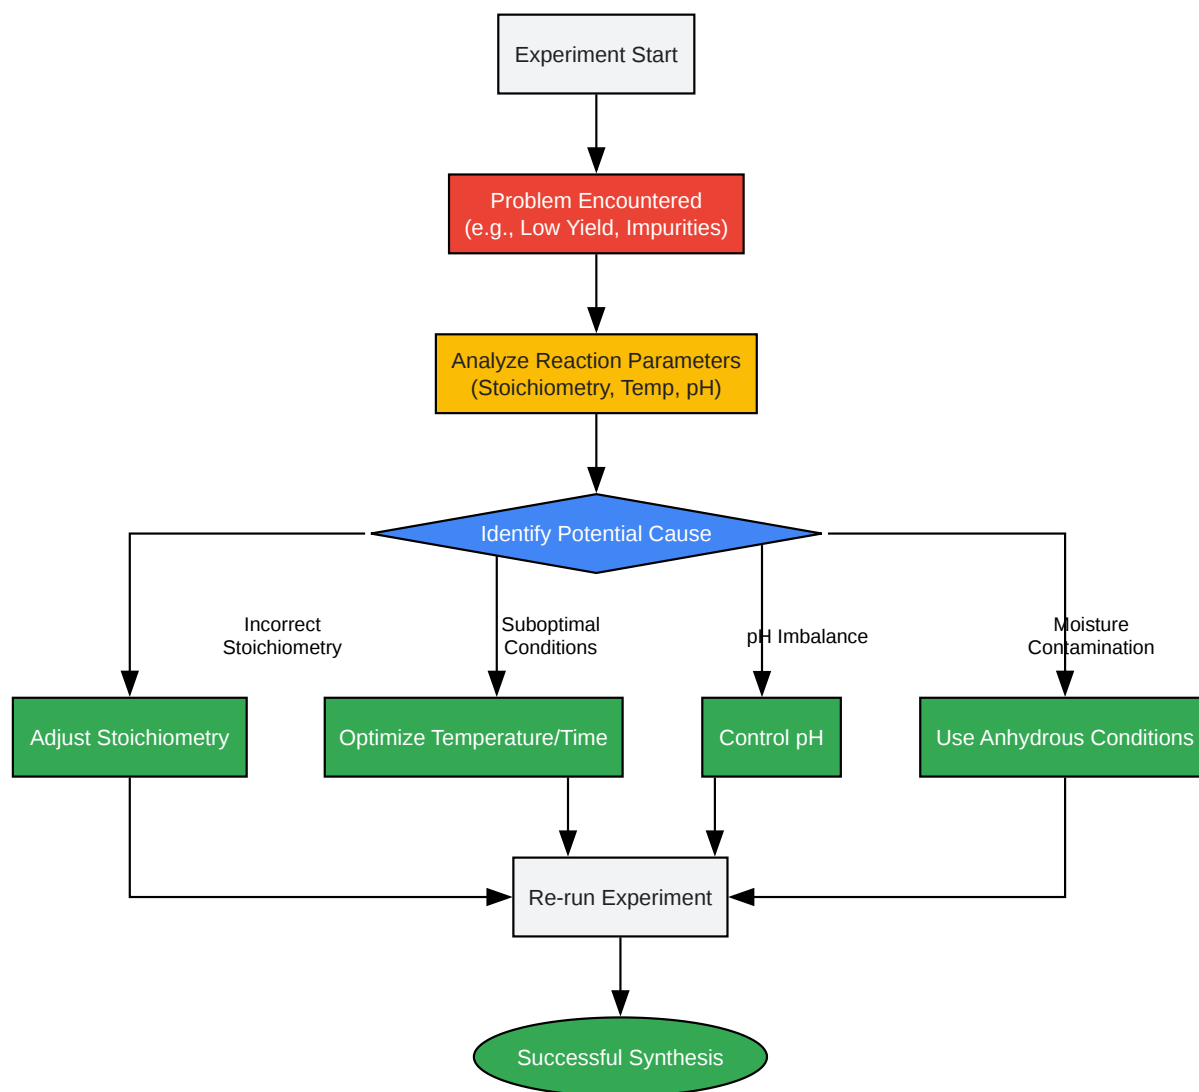 Experiment Start
Problem Encountered
(e.g., Low Yield, Impurities)
Analyze Reaction Parameters
(Stoichiometry, Temp, pH)
Identify Potential Cause
Incorrect
Stoichiometry
Suboptimal
Conditions
pH Imbalance
Moisture
Contamination
Adjust Stoichiometry
Optimize Temperature/Time
Control pH
Use Anhydrous Conditions
Re-run Experiment
Successful Synthesis